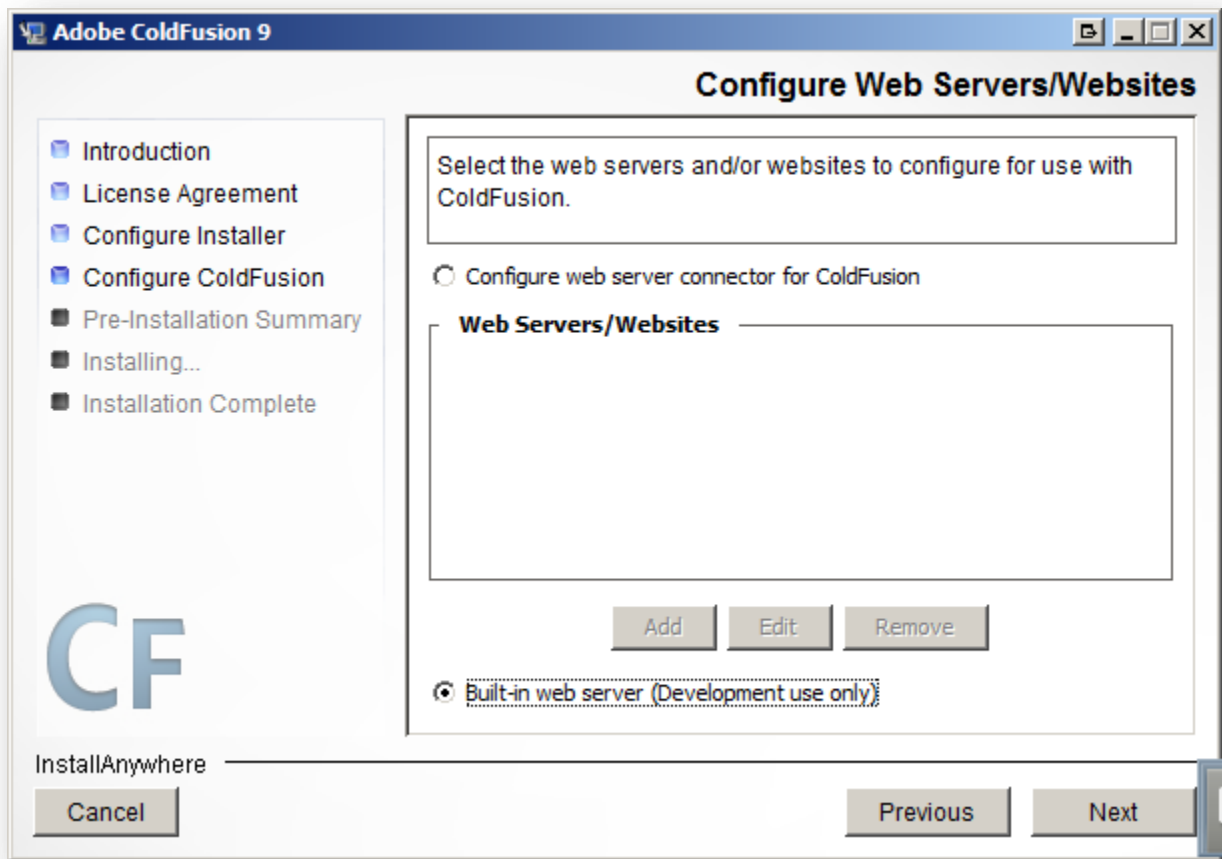 Adobe ColdFusion 9
Configure Web Servers/Websites
Introduction
License Agreement
Configure Installer
Configure ColdFusion
Pre-Installation Summary
Installing...
Installation Complete
Select the web servers and/or websites to configure for use with
ColdFusion.
Configure web server connector for ColdFusion
Web Servers/Websites
Add Edit Remove
Built-in web server (Development use only)
CF
InstallAnywhere
Cancel Previous Next